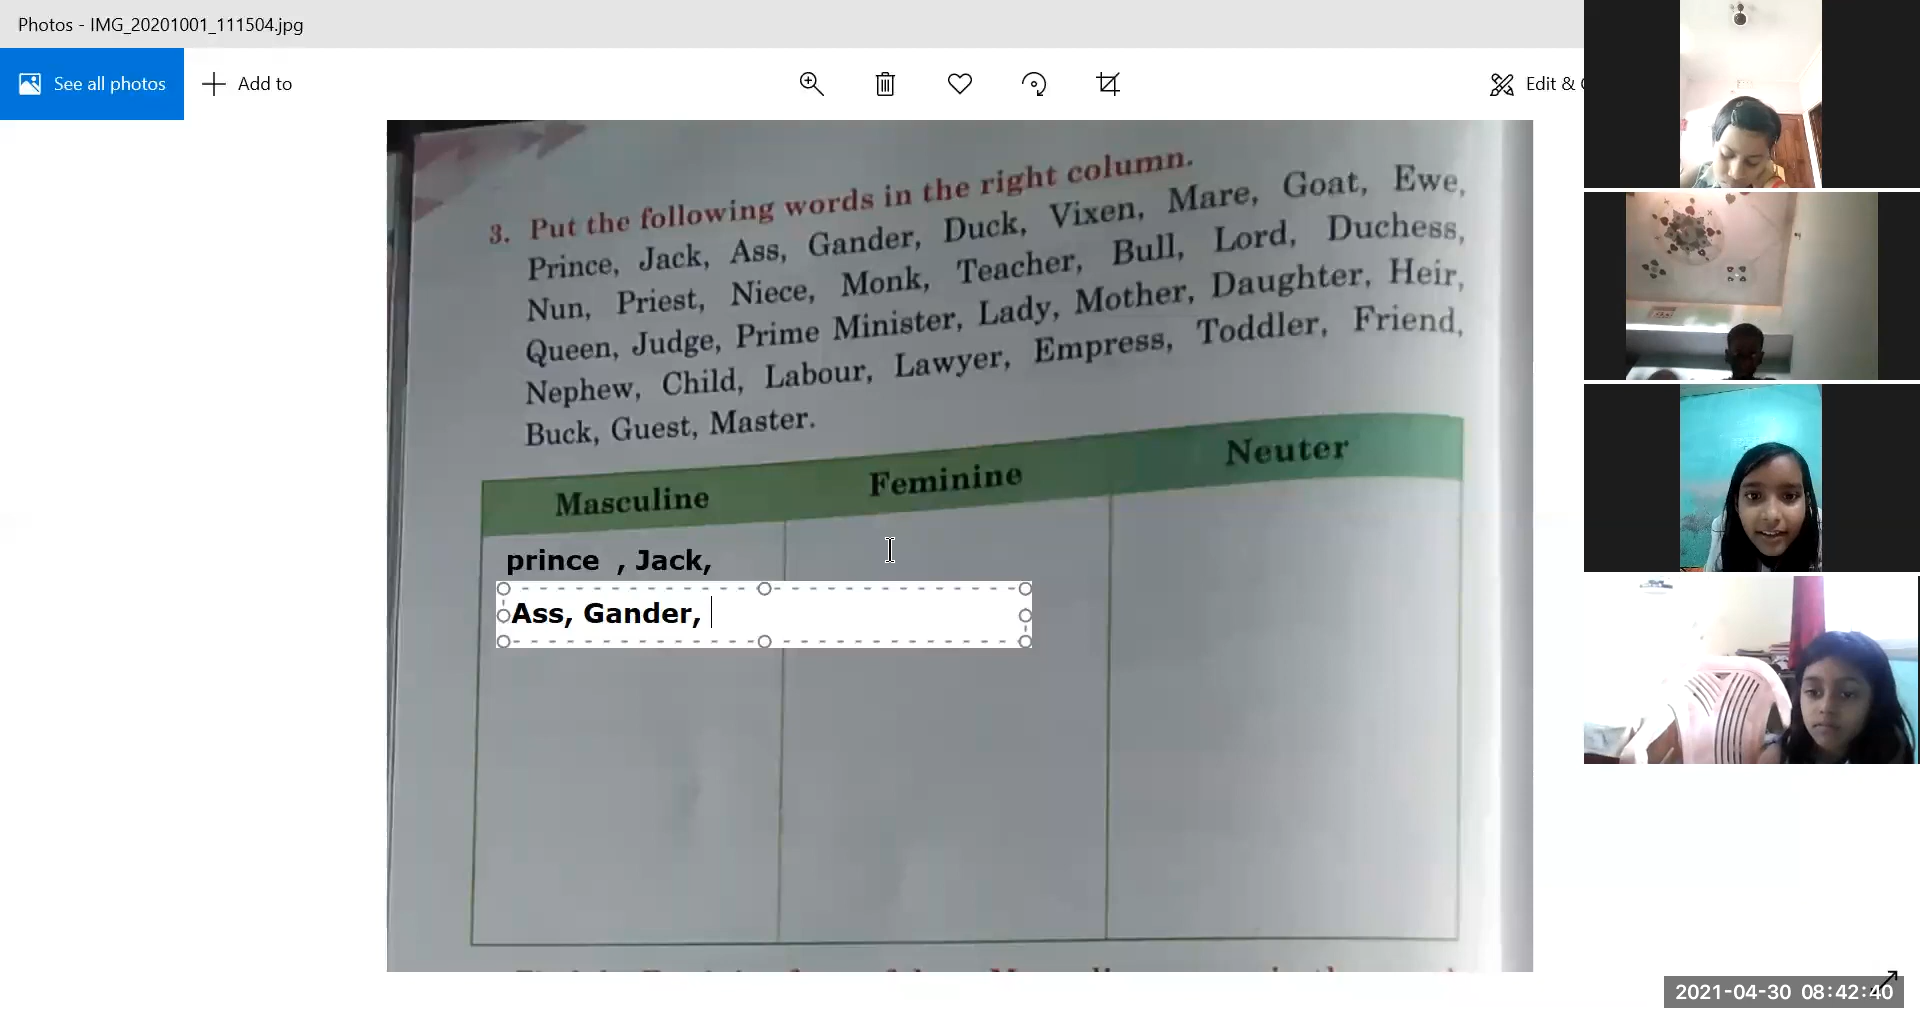 Photos - IMG_20201001_111504.jpg
See all photos
Add to
Edit &
3. Put the following words in the right column.
Prince, Jack, Ass, Gander, Duck, Vixen, Mare, Goat, Ewe,
Nun, Priest, Niece, Monk, Teacher, Bull, Lord, Duchess,
Queen, Judge, Prime Minister, Lady, Mother, Daughter, Heir,
Nephew, Child, Labour, Lawyer, Empress, Toddler, Friend,
Buck, Guest, Master.
Masculine Feminine Neuter
prince , Jack,
Ass, Gander,
2021-04-30 08:42:40